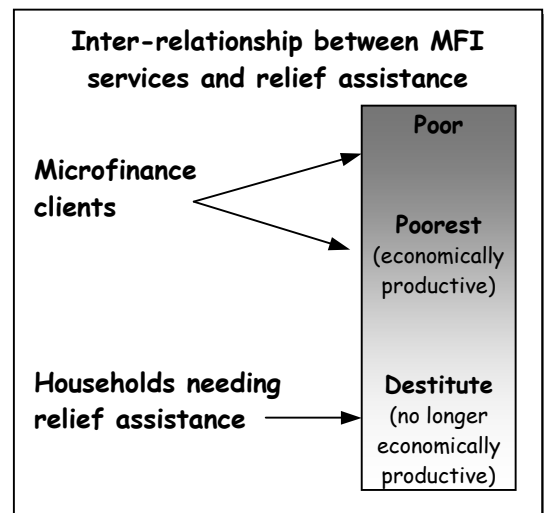 Inter-relationship between MFI
services and relief assistance
Poor
Microfinance
clients
Poorest
(economically
productive)
Households needing
relief assistance
Destitute
(no longer
economically
productive)